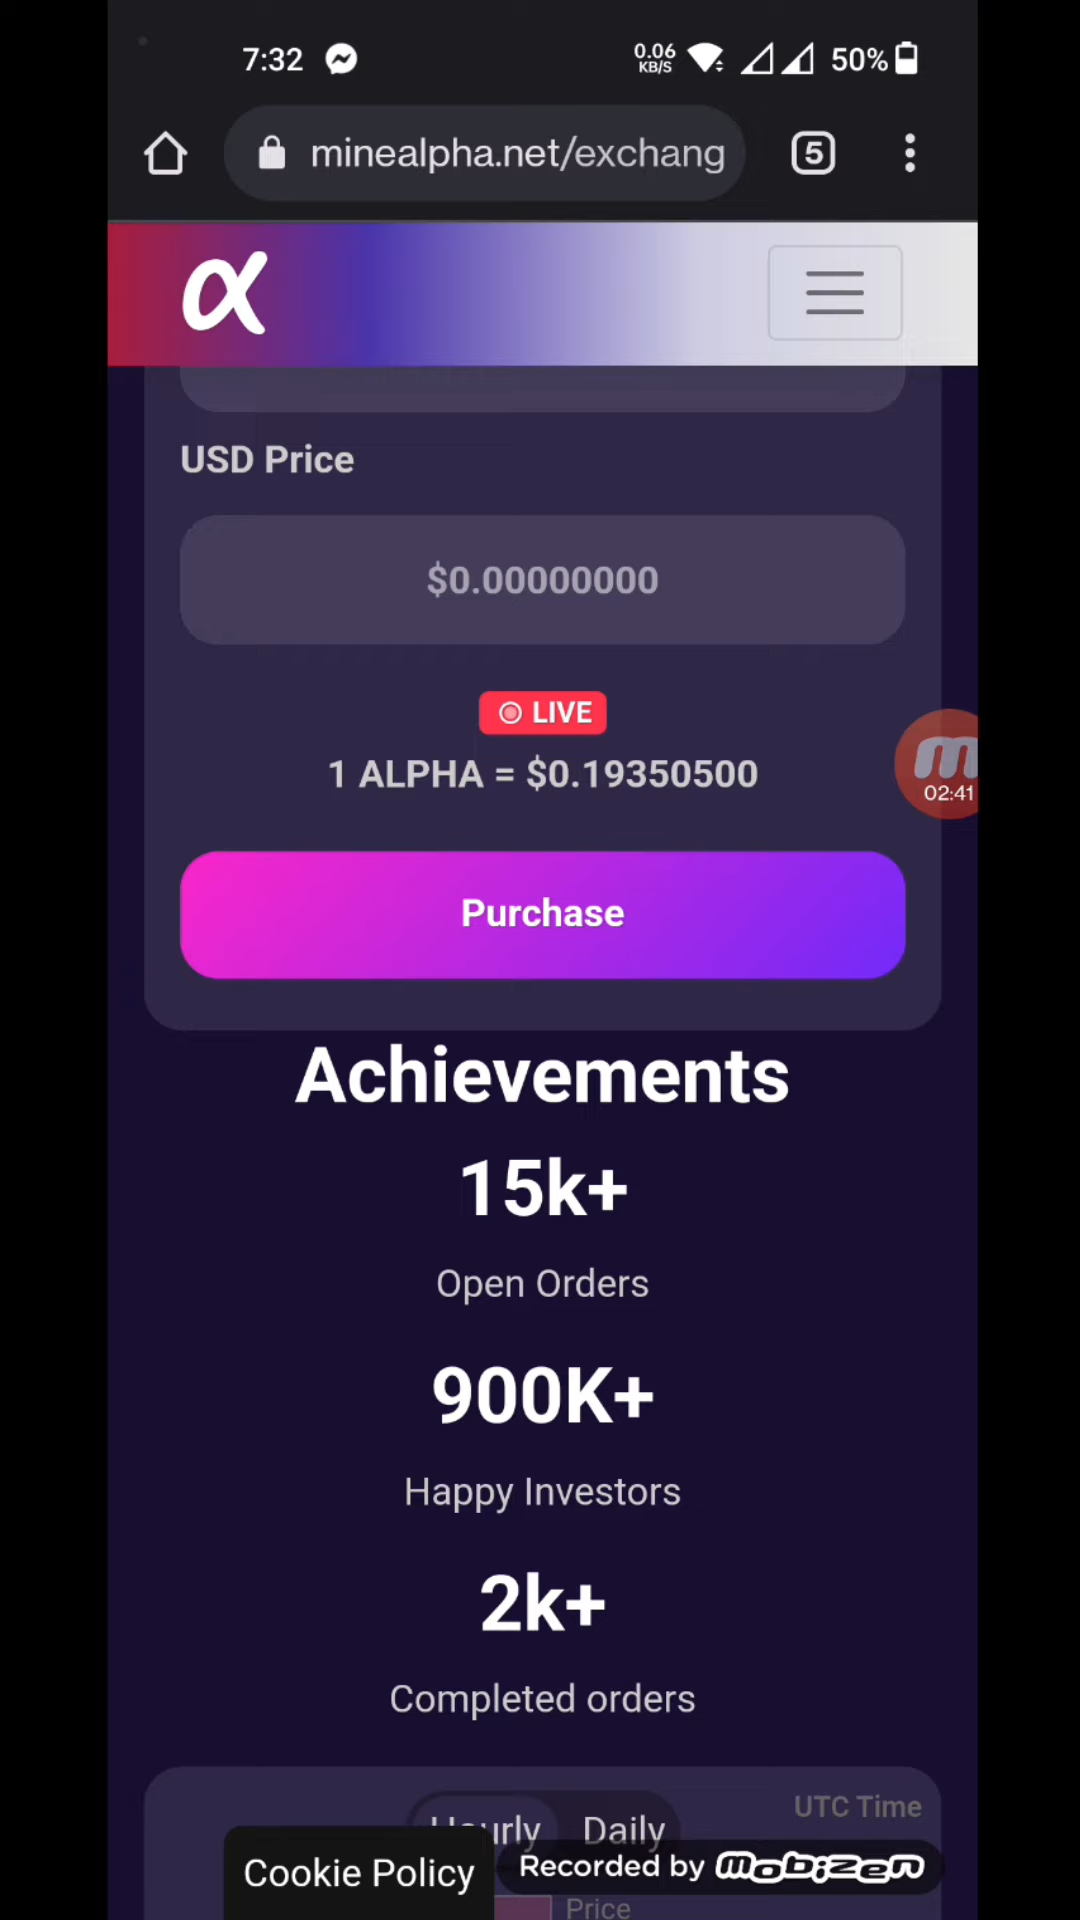 7:32
0.06
KB/S
50%
minealpha.net/exchang
5
α
USD Price
$0.00000000
LIVE
1 ALPHA = $0.19350500
02:41
Purchase
Achievements
15k+
Open Orders
900K+
Happy Investors
2k+
Completed orders
UTC Time
Hourly Daily
Cookie Policy
Recorded by mobizen
Price